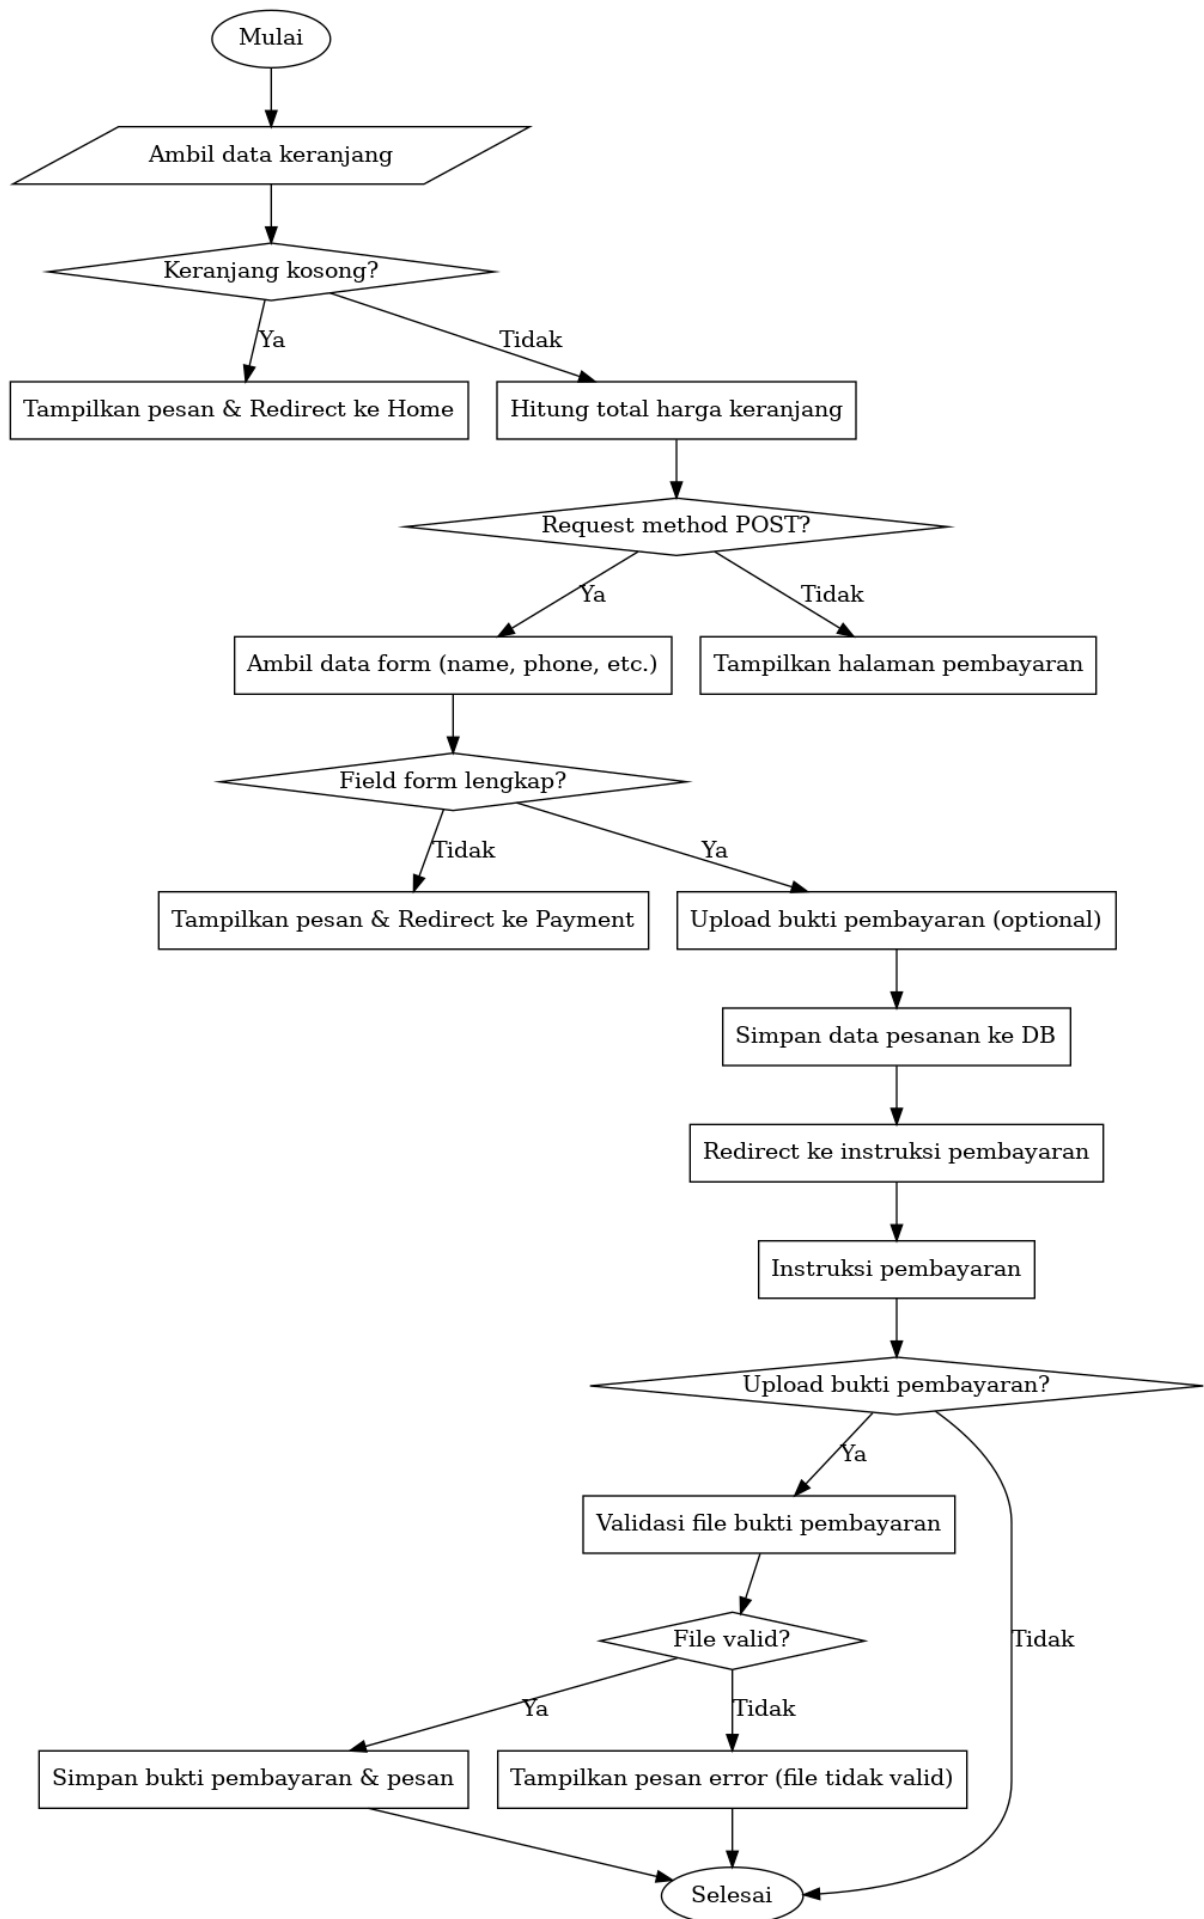 Mulai
Ambil data keranjang
Keranjang kosong?
Ya
Tidak
Tampilkan pesan & Redirect ke Home
Hitung total harga keranjang
Request method POST?
Ya
Tidak
Ambil data form (name, phone, etc.)
Tampilkan halaman pembayaran
Field form lengkap?
Tidak
Ya
Tampilkan pesan & Redirect ke Payment
Upload bukti pembayaran (optional)
Simpan data pesanan ke DB
Redirect ke instruksi pembayaran
Instruksi pembayaran
Upload bukti pembayaran?
Ya
Validasi file bukti pembayaran
File valid?
Tidak
Ya
Tidak
Simpan bukti pembayaran & pesan
Tampilkan pesan error (file tidak valid)
Selesai